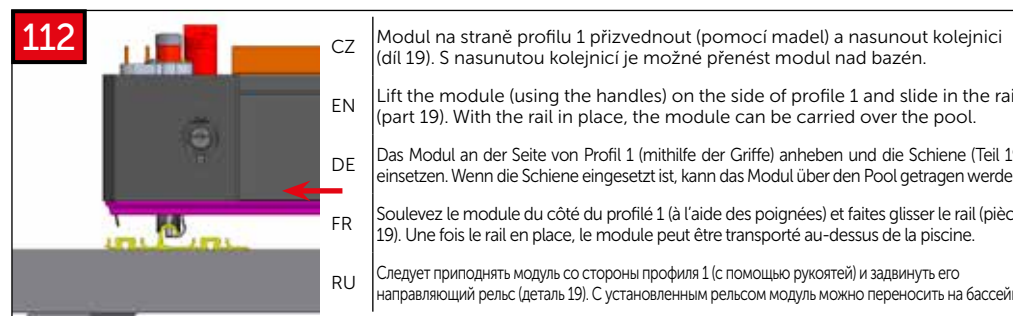 112
CZ
Modul na straně profilu 1 přizvednout (pomocí madel) a nasunout kolejnici
(díl 19). S nasunutou kolejnicí je možné přenést modul nad bazén.
EN
Lift the module (using the handles) on the side of profile 1 and slide in the
(part 19). With the rail in place, the module can be carried over the pool.
DE
Das Modul an der Seite von Profil 1 (mithilfe der Griffe) anheben und die Schiene (Teil
einsetzen. Wenn die Schiene eingesetzt ist, kann das Modul über den Pool getragen
FR
Soulevez le module du côté du profilé 1 (à l'aide des poignées) et faites glisser le rail
19). Une fois le rail en place, le module peut être transporté au-dessus de la piscine.
RU
Следует приподнять модуль со стороны профиля 1 (с помощью рукоятей) и задвинуть его
направляющий рельс (деталь 19). С установленным рельсом модуль можно переносить на